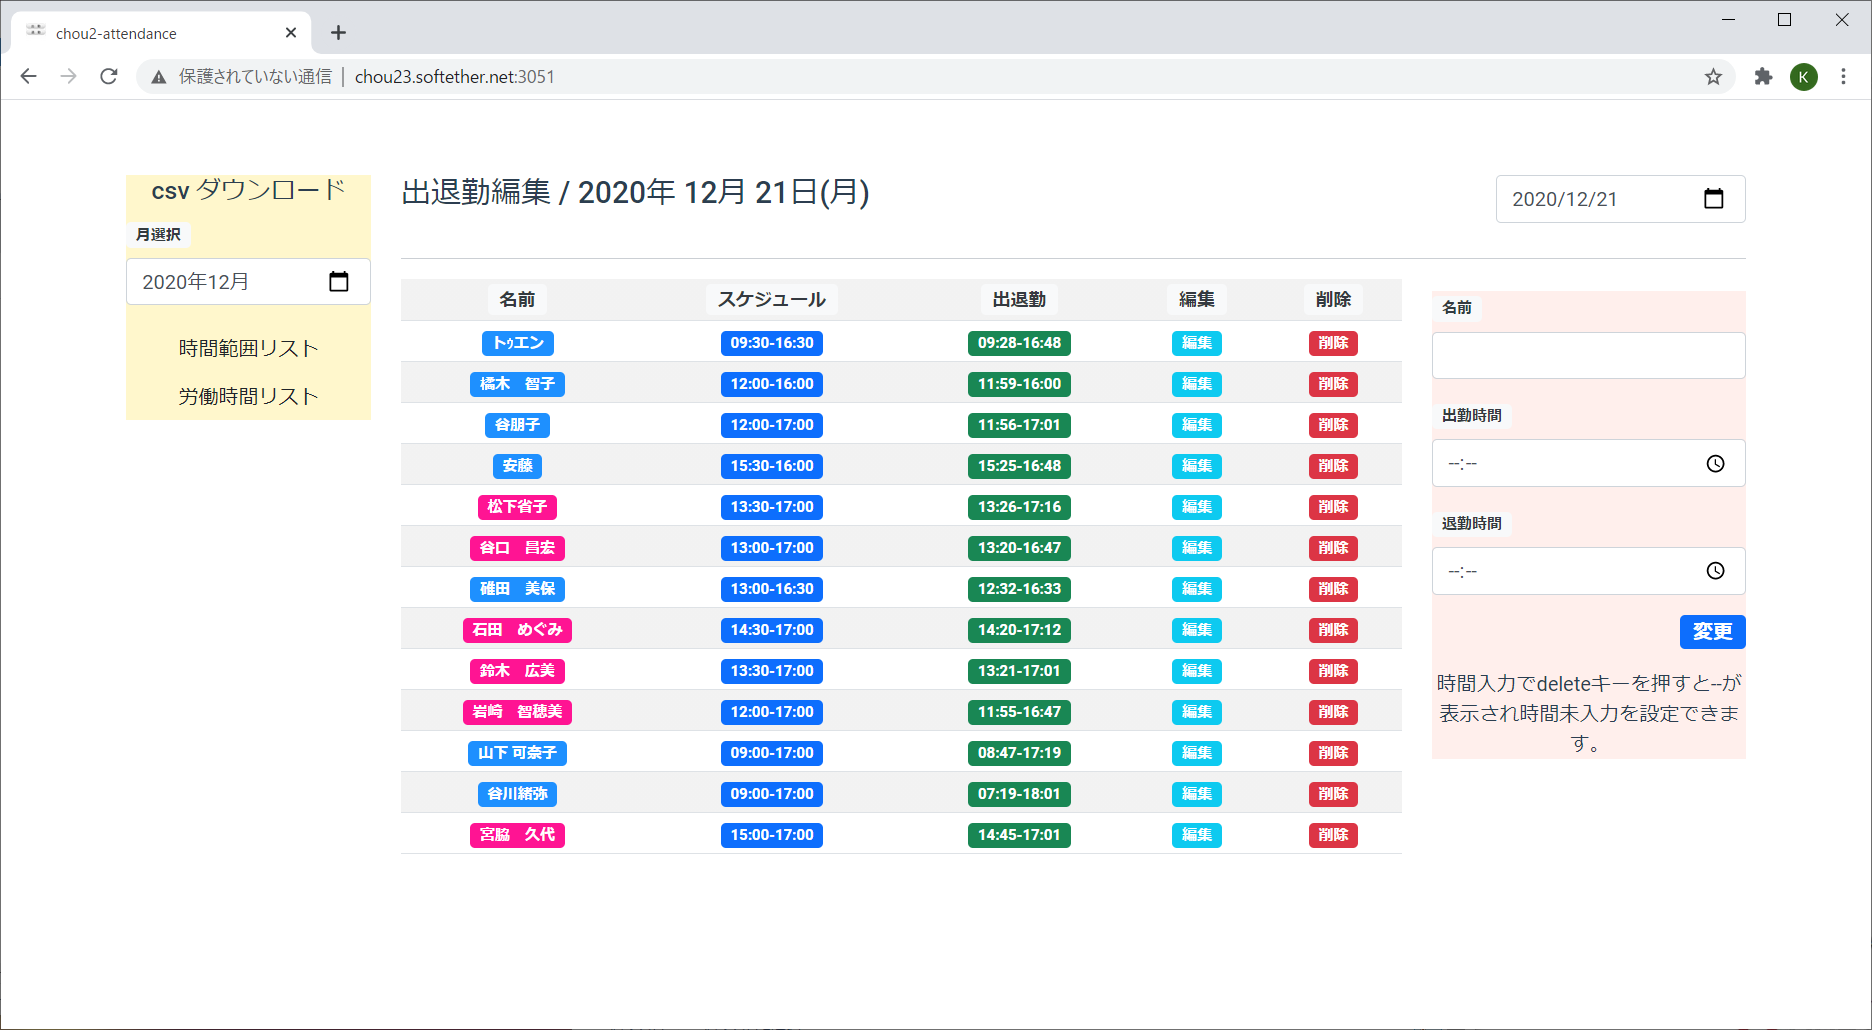 chou2-attendance
保護されていない通信 | chou23.softether.net:3051
K
csv ダウンロード
月選択
2020年12月
時間範囲リスト
労働時間リスト
出退勤編集 / 2020年 12月 21日(月)
2020/12/21
名前 スケジュール 出退勤 編集 削除
トゥエン 09:30-16:30 09:28-16:48 編集 削除
橘木　智子 12:00-16:00 11:59-16:00 編集 削除
谷朋子 12:00-17:00 11:56-17:01 編集 削除
安藤 15:30-16:00 15:25-16:48 編集 削除
松下省子 13:30-17:00 13:26-17:16 編集 削除
谷口　昌宏 13:00-17:00 13:20-16:47 編集 削除
碓田　美保 13:00-16:30 12:32-16:33 編集 削除
石田　めぐみ 14:30-17:00 14:20-17:12 編集 削除
鈴木　広美 13:30-17:00 13:21-17:01 編集 削除
岩崎　智穂美 12:00-17:00 11:55-16:47 編集 削除
山下 可奈子 09:00-17:00 08:47-17:19 編集 削除
谷川緒弥 09:00-17:00 07:19-18:01 編集 削除
宮脇　久代 15:00-17:00 14:45-17:01 編集 削除
名前
出勤時間
--:--
退勤時間
--:--
変更
時間入力でdeleteキーを押すと--が
表示され時間未入力を設定できま
す。